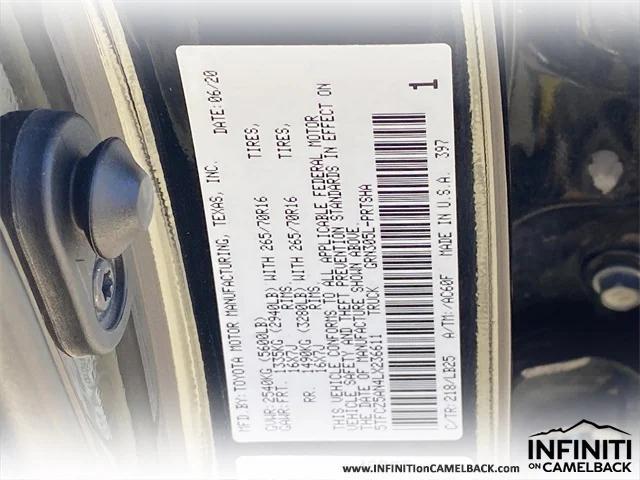 MFD. BY: TOYOTA MOTOR MANUFACTURING, TEXAS, INC. DATE: 06/20
GVWR: 2540KG (5600LB)
GAWR: FRT. 1335KG (2940LB) WITH 265/70R16 TIRES,
16X7J RIMS,
RR. 1490KG (3280LB) WITH 265/70R16 TIRES,
16X7J RIMS.
THIS VEHICLE CONFORMS TO ALL APPLICABLE FEDERAL MOTOR
VEHICLE SAFETY AND THEFT PREVENTION STANDARDS IN EFFECT ON
THE DATE OF MANUFACTURE SHOWN ABOVE.
5TFCZ5AN4LX236611 TRUCK GRN305L-PRTSHA
1
C/TR: 218/LB25 A/TM: /AC60F MADE IN U.S.A. 397
INFINITI
ON CAMELBACK
www.INFINITIonCAMELBACK.com